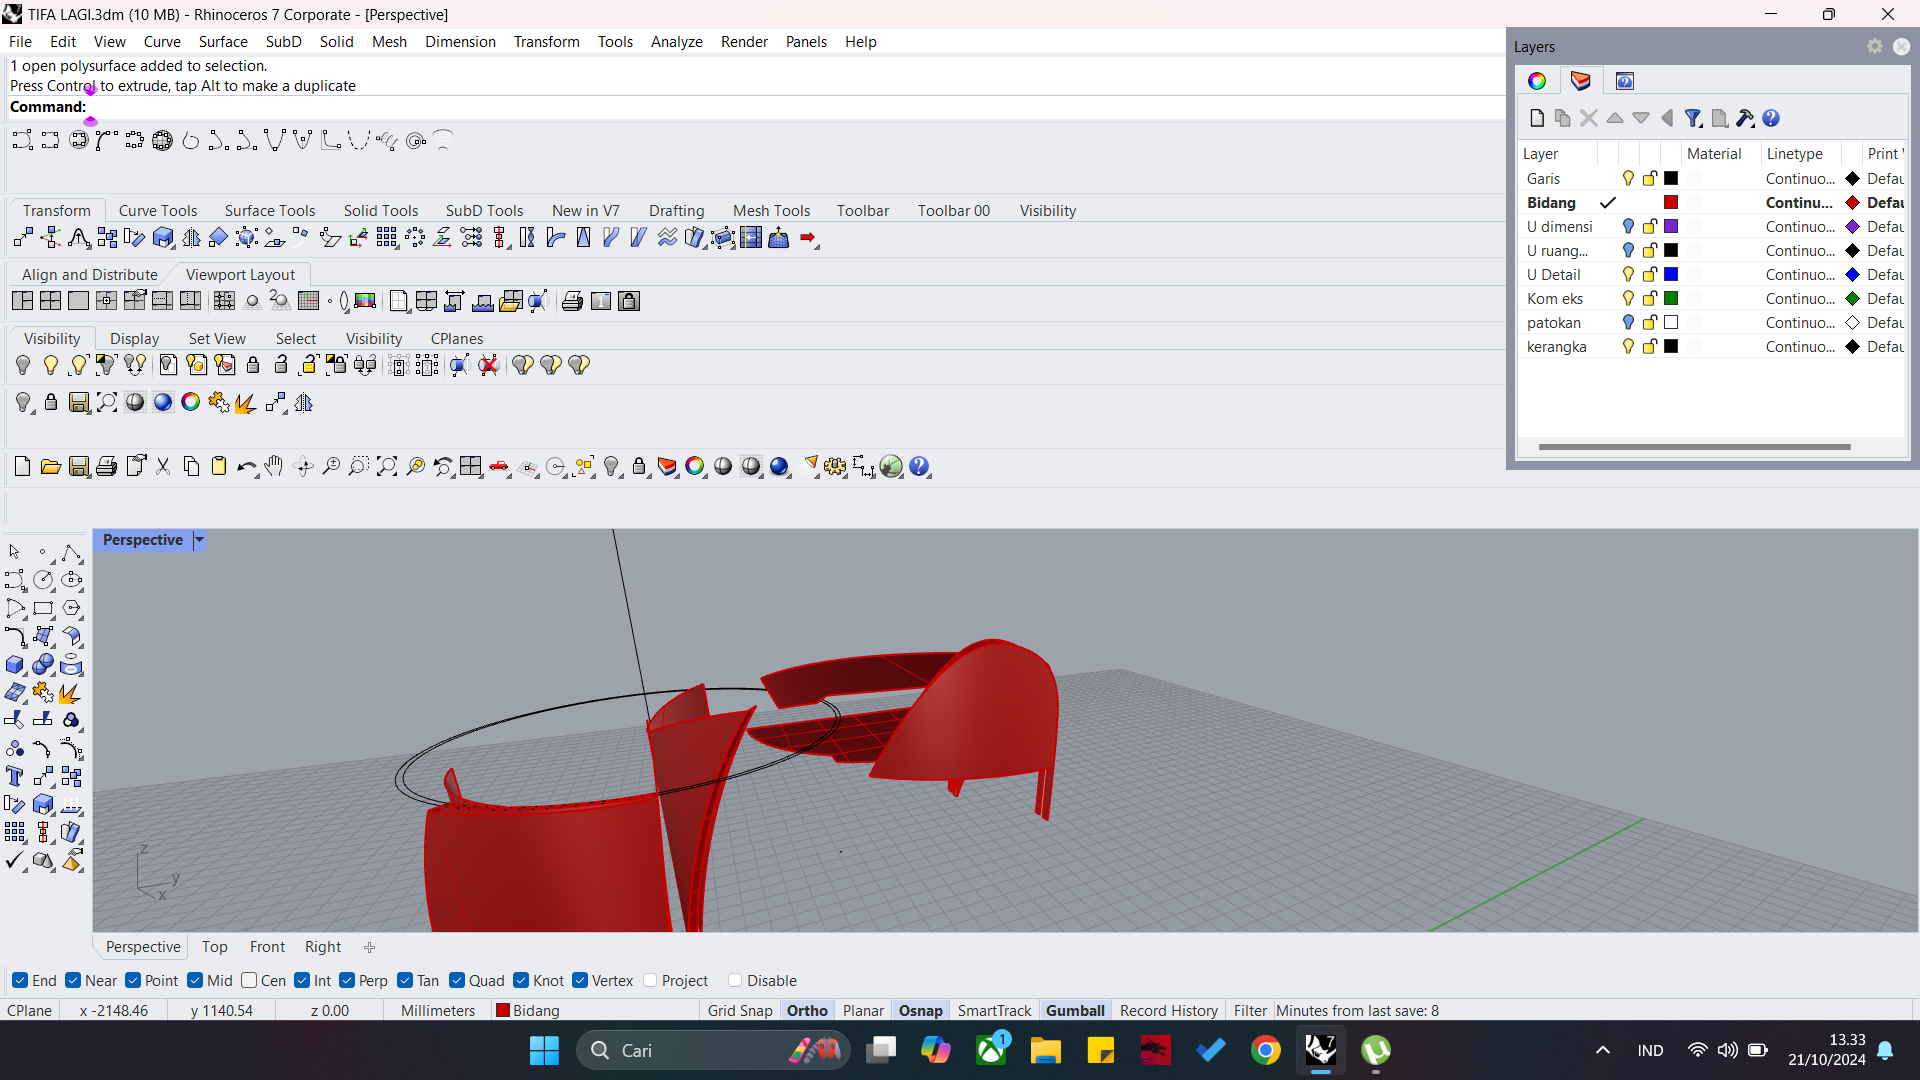 TIFA LAGI.3dm (10 MB) - Rhinoceros 7 Corporate - [Perspective]
File Edit View Curve Surface SubD Solid Mesh Dimension Transform Tools Analyze Render Panels Help
1 open polysurface added to selection.
Press Control to extrude, tap Alt to make a duplicate
Command:
Transform Curve Tools Surface Tools Solid Tools SubD Tools New in V7 Drafting Mesh Tools Toolbar Toolbar 00 Visibility
Align and Distribute Viewport Layout
Visibility Display Set View Select Visibility CPlanes
Layers
Layer Material Linetype Print
Garis Continuo... Defau
Bidang Continu... Defau
U dimensi Continuo... Defau
U ruang... Continuo... Defau
U Detail Continuo... Defau
Kom eks Continuo... Defau
patokan Continuo... Defau
kerangka Continuo... Defau
Perspective
z
y
x
Perspective Top Front Right
End Near Point Mid Cen Int Perp Tan Quad Knot Vertex Project Disable
CPlane x -2148.46 y 1140.54 z 0.00 Millimeters Bidang Grid Snap Ortho Planar Osnap SmartTrack Gumball Record History Filter Minutes from last save: 8
Cari 1 7 IND 13.33
21/10/2024